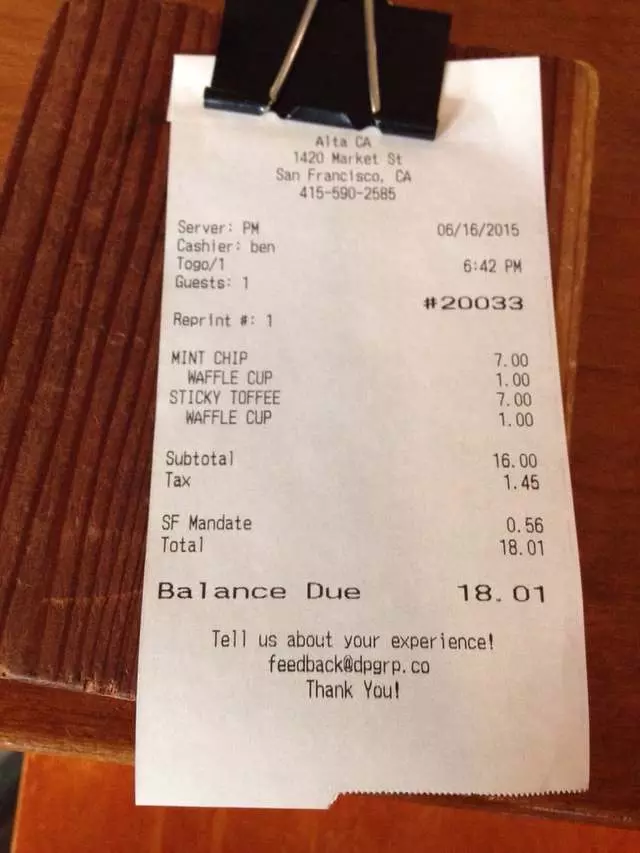 Alta CA
1420 Market St
San Francisco, CA
415-590-2585
Server: PM 06/16/2015
Cashier: ben
Togo/1 6:42 PM
Guests: 1
#20033
Reprint #: 1
MINT CHIP 7.00
WAFFLE CUP 1.00
STICKY TOFFEE 7.00
WAFFLE CUP 1.00
Subtotal 16.00
Tax 1.45
SF Mandate 0.56
Total 18.01
Balance Due 18.01
Tell us about your experience!
feedback@dpgrp.co
Thank You!